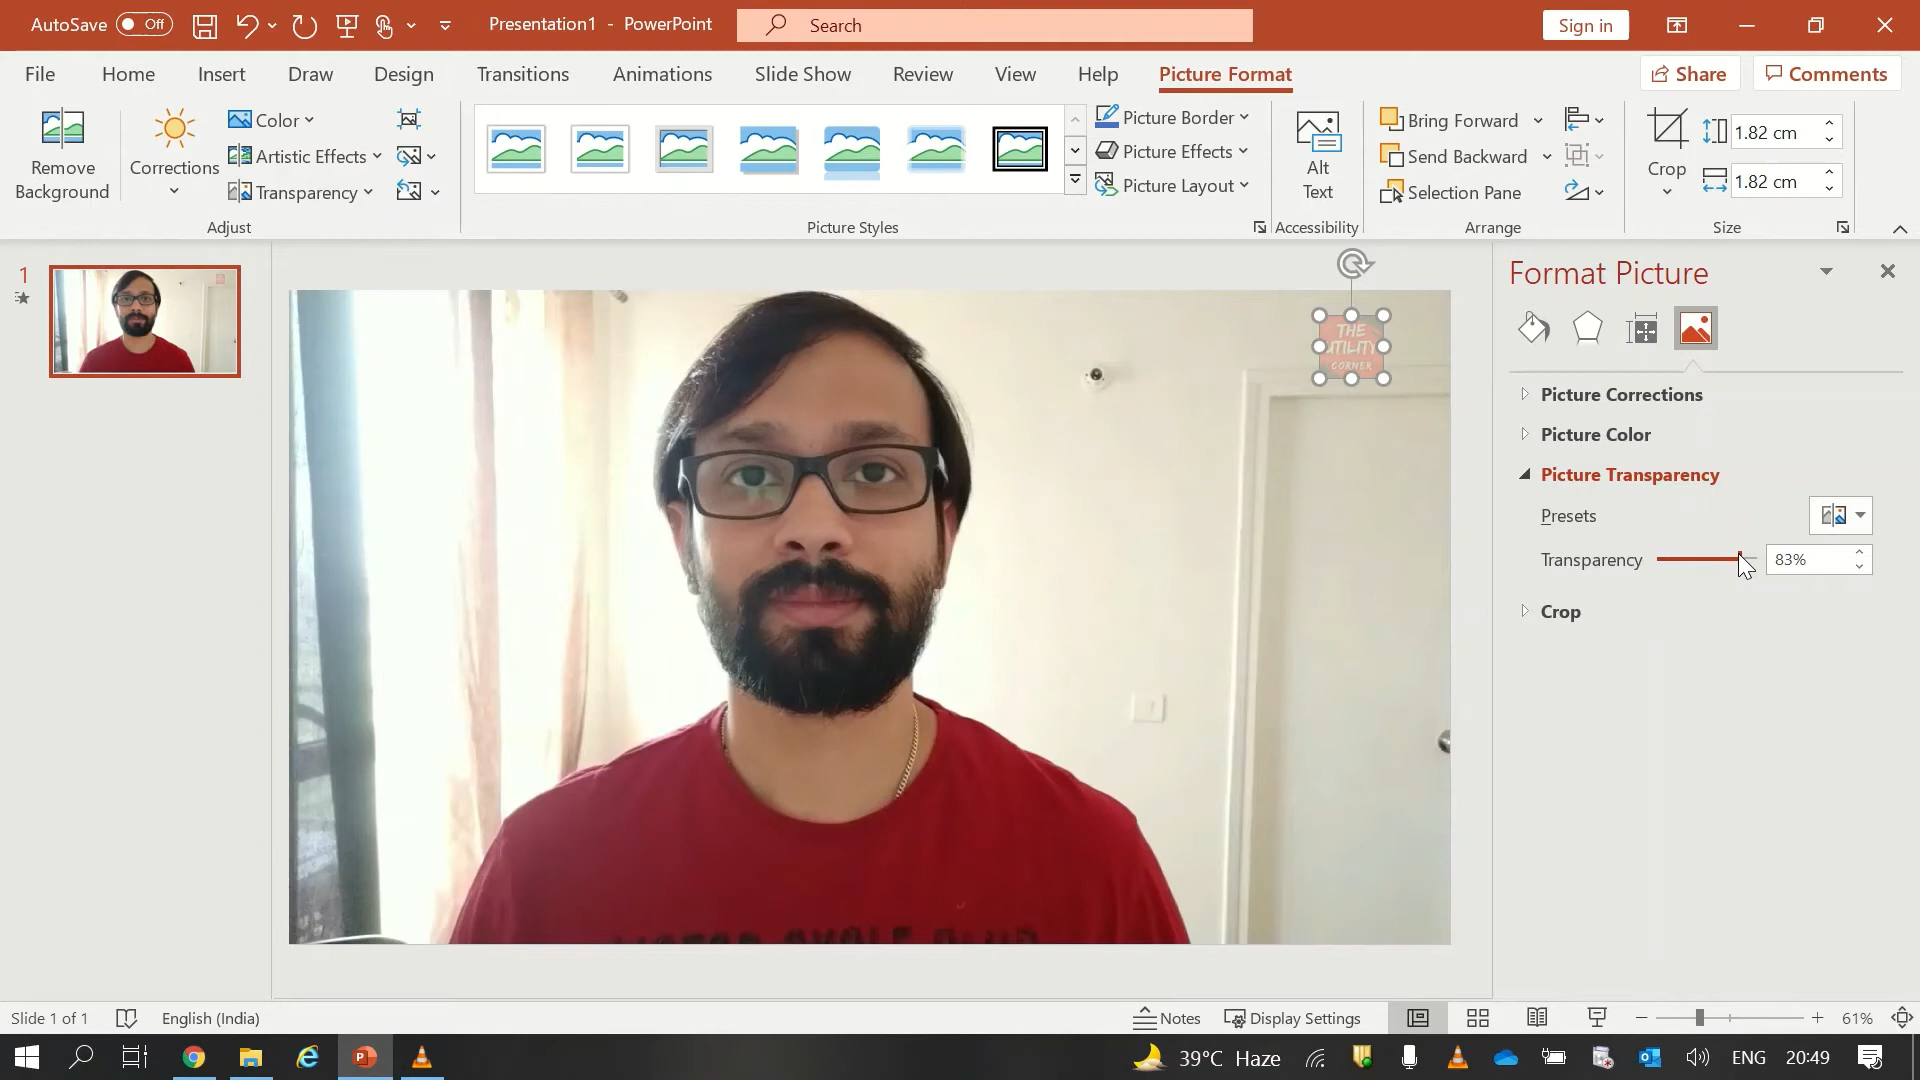 AutoSave Off
Presentation1 - PowerPoint
Search
Sign in
File Home Insert Draw Design Transitions Animations Slide Show Review View Help Picture Format
Share
Comments
Remove Background
Corrections
Color
Artistic Effects
Transparency
Adjust
Picture Styles
Picture Border
Picture Effects
Picture Layout
Alt Text
Accessibility
Bring Forward
Send Backward
Selection Pane
Arrange
Crop
1.82 cm
1.82 cm
Size
1
THE
UTILITY
CORNER
Format Picture
Picture Corrections
Picture Color
Picture Transparency
Presets
Transparency 83%
Crop
Slide 1 of 1
English (India)
Notes
Display Settings
61%
39°C Haze
ENG
20:49